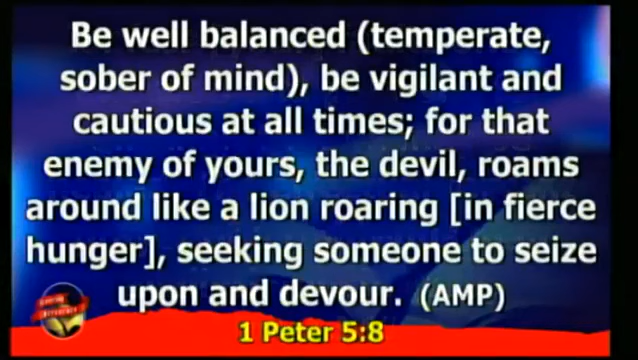 Be well balanced (temperate,
sober of mind), be vigilant and
cautious at all times; for that
enemy of yours, the devil, roams
around like a lion roaring [in fierce
hunger], seeking someone to seize
upon and devour. (AMP)
1 Peter 5:8